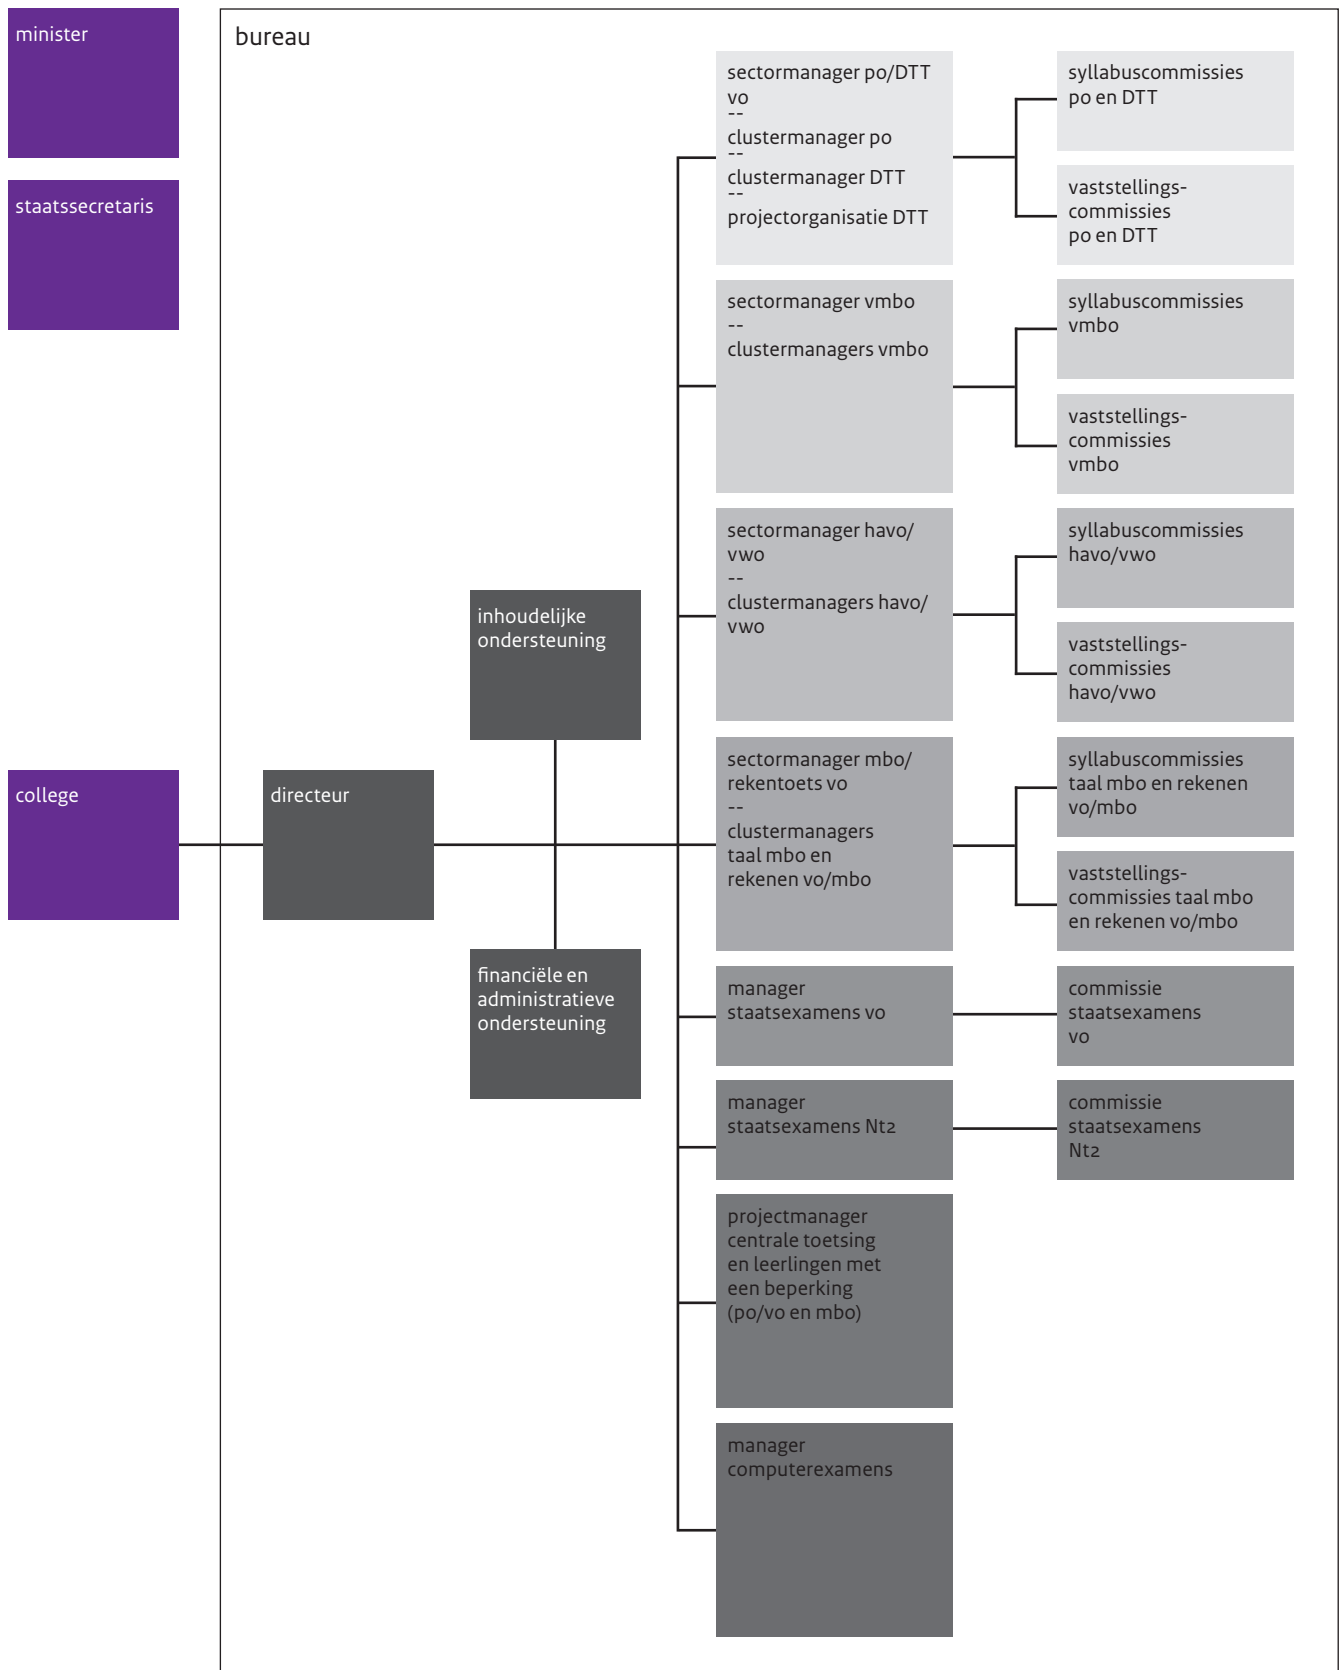 minister
staatssecretaris
college
bureau
directeur
inhoudelijke
ondersteuning
financiële en
administratieve
ondersteuning
sectormanager po/DTT
vo
--
clustermanager po
--
clustermanager DTT
--
projectorganisatie DTT
syllabuscommissies
po en DTT
vaststellings-
commissies
po en DTT
sectormanager vmbo
--
clustermanagers vmbo
syllabuscommissies
vmbo
vaststellings-
commissies
vmbo
sectormanager havo/
vwo
--
clustermanagers havo/
vwo
syllabuscommissies
havo/vwo
vaststellings-
commissies
havo/vwo
sectormanager mbo/
rekentoets vo
--
clustermanagers
taal mbo en
rekenen vo/mbo
syllabuscommissies
taal mbo en rekenen
vo/mbo
vaststellings-
commissies taal mbo
en rekenen vo/mbo
manager
staatsexamens vo
commissie
staatsexamens
vo
manager
staatsexamens Nt2
commissie
staatsexamens
Nt2
projectmanager
centrale toetsing
en leerlingen met
een beperking
(po/vo en mbo)
manager
computerexamens